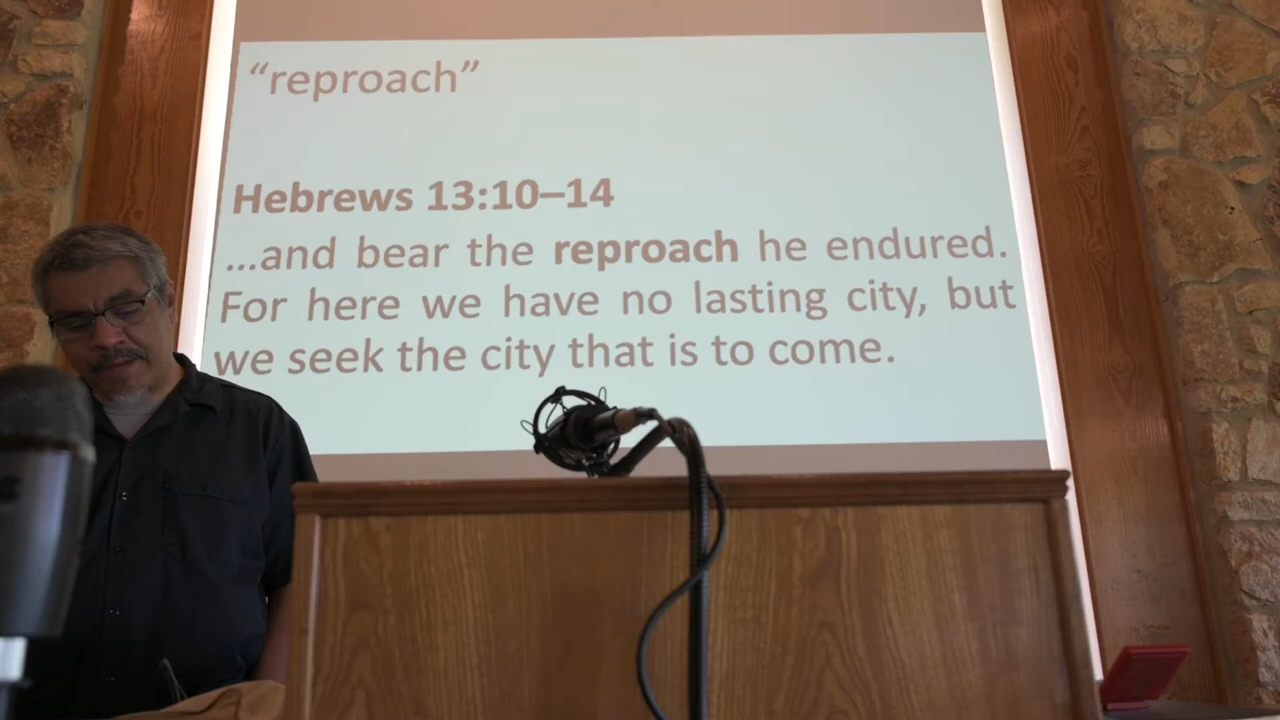 “reproach”
Hebrews 13:10–14
...and bear the reproach he endured.
For here we have no lasting city, but
we seek the city that is to come.